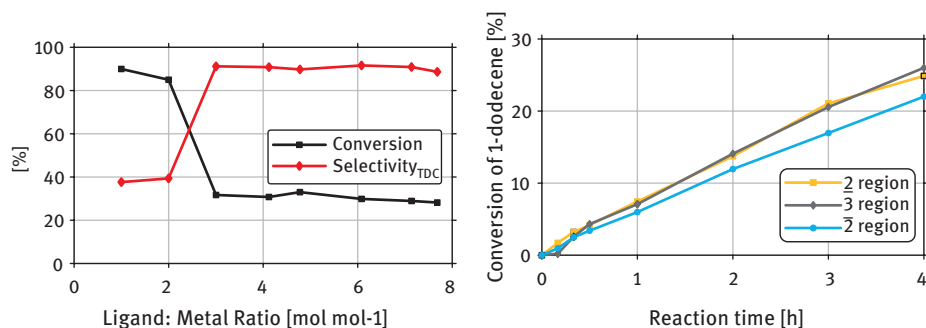 100
80
60
40
20
0
[%]
Conversion
Selectivity_TDC
0 2 4 6 8
Ligand: Metal Ratio [mol mol-1]
30
20
10
0
Conversion of 1-dodecene [%]
2̲ region
3 region
2̅ region
0 1 2 3 4
Reaction time [h]